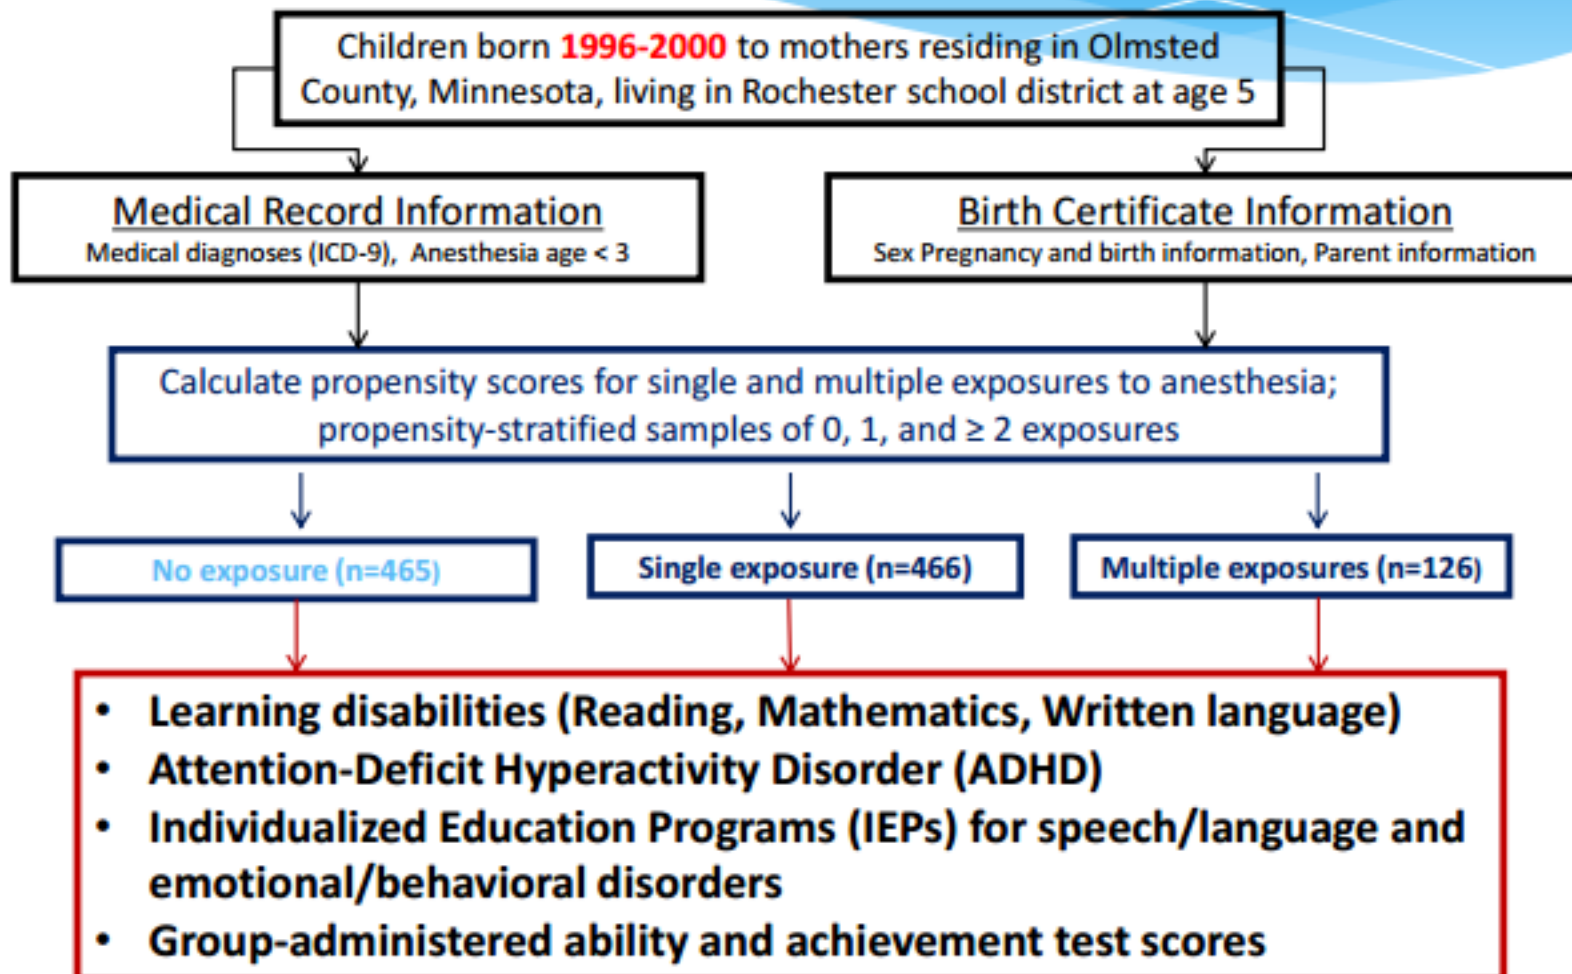 Children born 1996-2000 to mothers residing in Olmsted
County, Minnesota, living in Rochester school district at age 5
Medical Record Information
Medical diagnoses (ICD-9), Anesthesia age < 3
Birth Certificate Information
Sex Pregnancy and birth information, Parent information
Calculate propensity scores for single and multiple exposures to anesthesia;
propensity-stratified samples of 0, 1, and ≥ 2 exposures
No exposure (n=465)
Single exposure (n=466)
Multiple exposures (n=126)
• Learning disabilities (Reading, Mathematics, Written language)
• Attention-Deficit Hyperactivity Disorder (ADHD)
• Individualized Education Programs (IEPs) for speech/language and
emotional/behavioral disorders
• Group-administered ability and achievement test scores